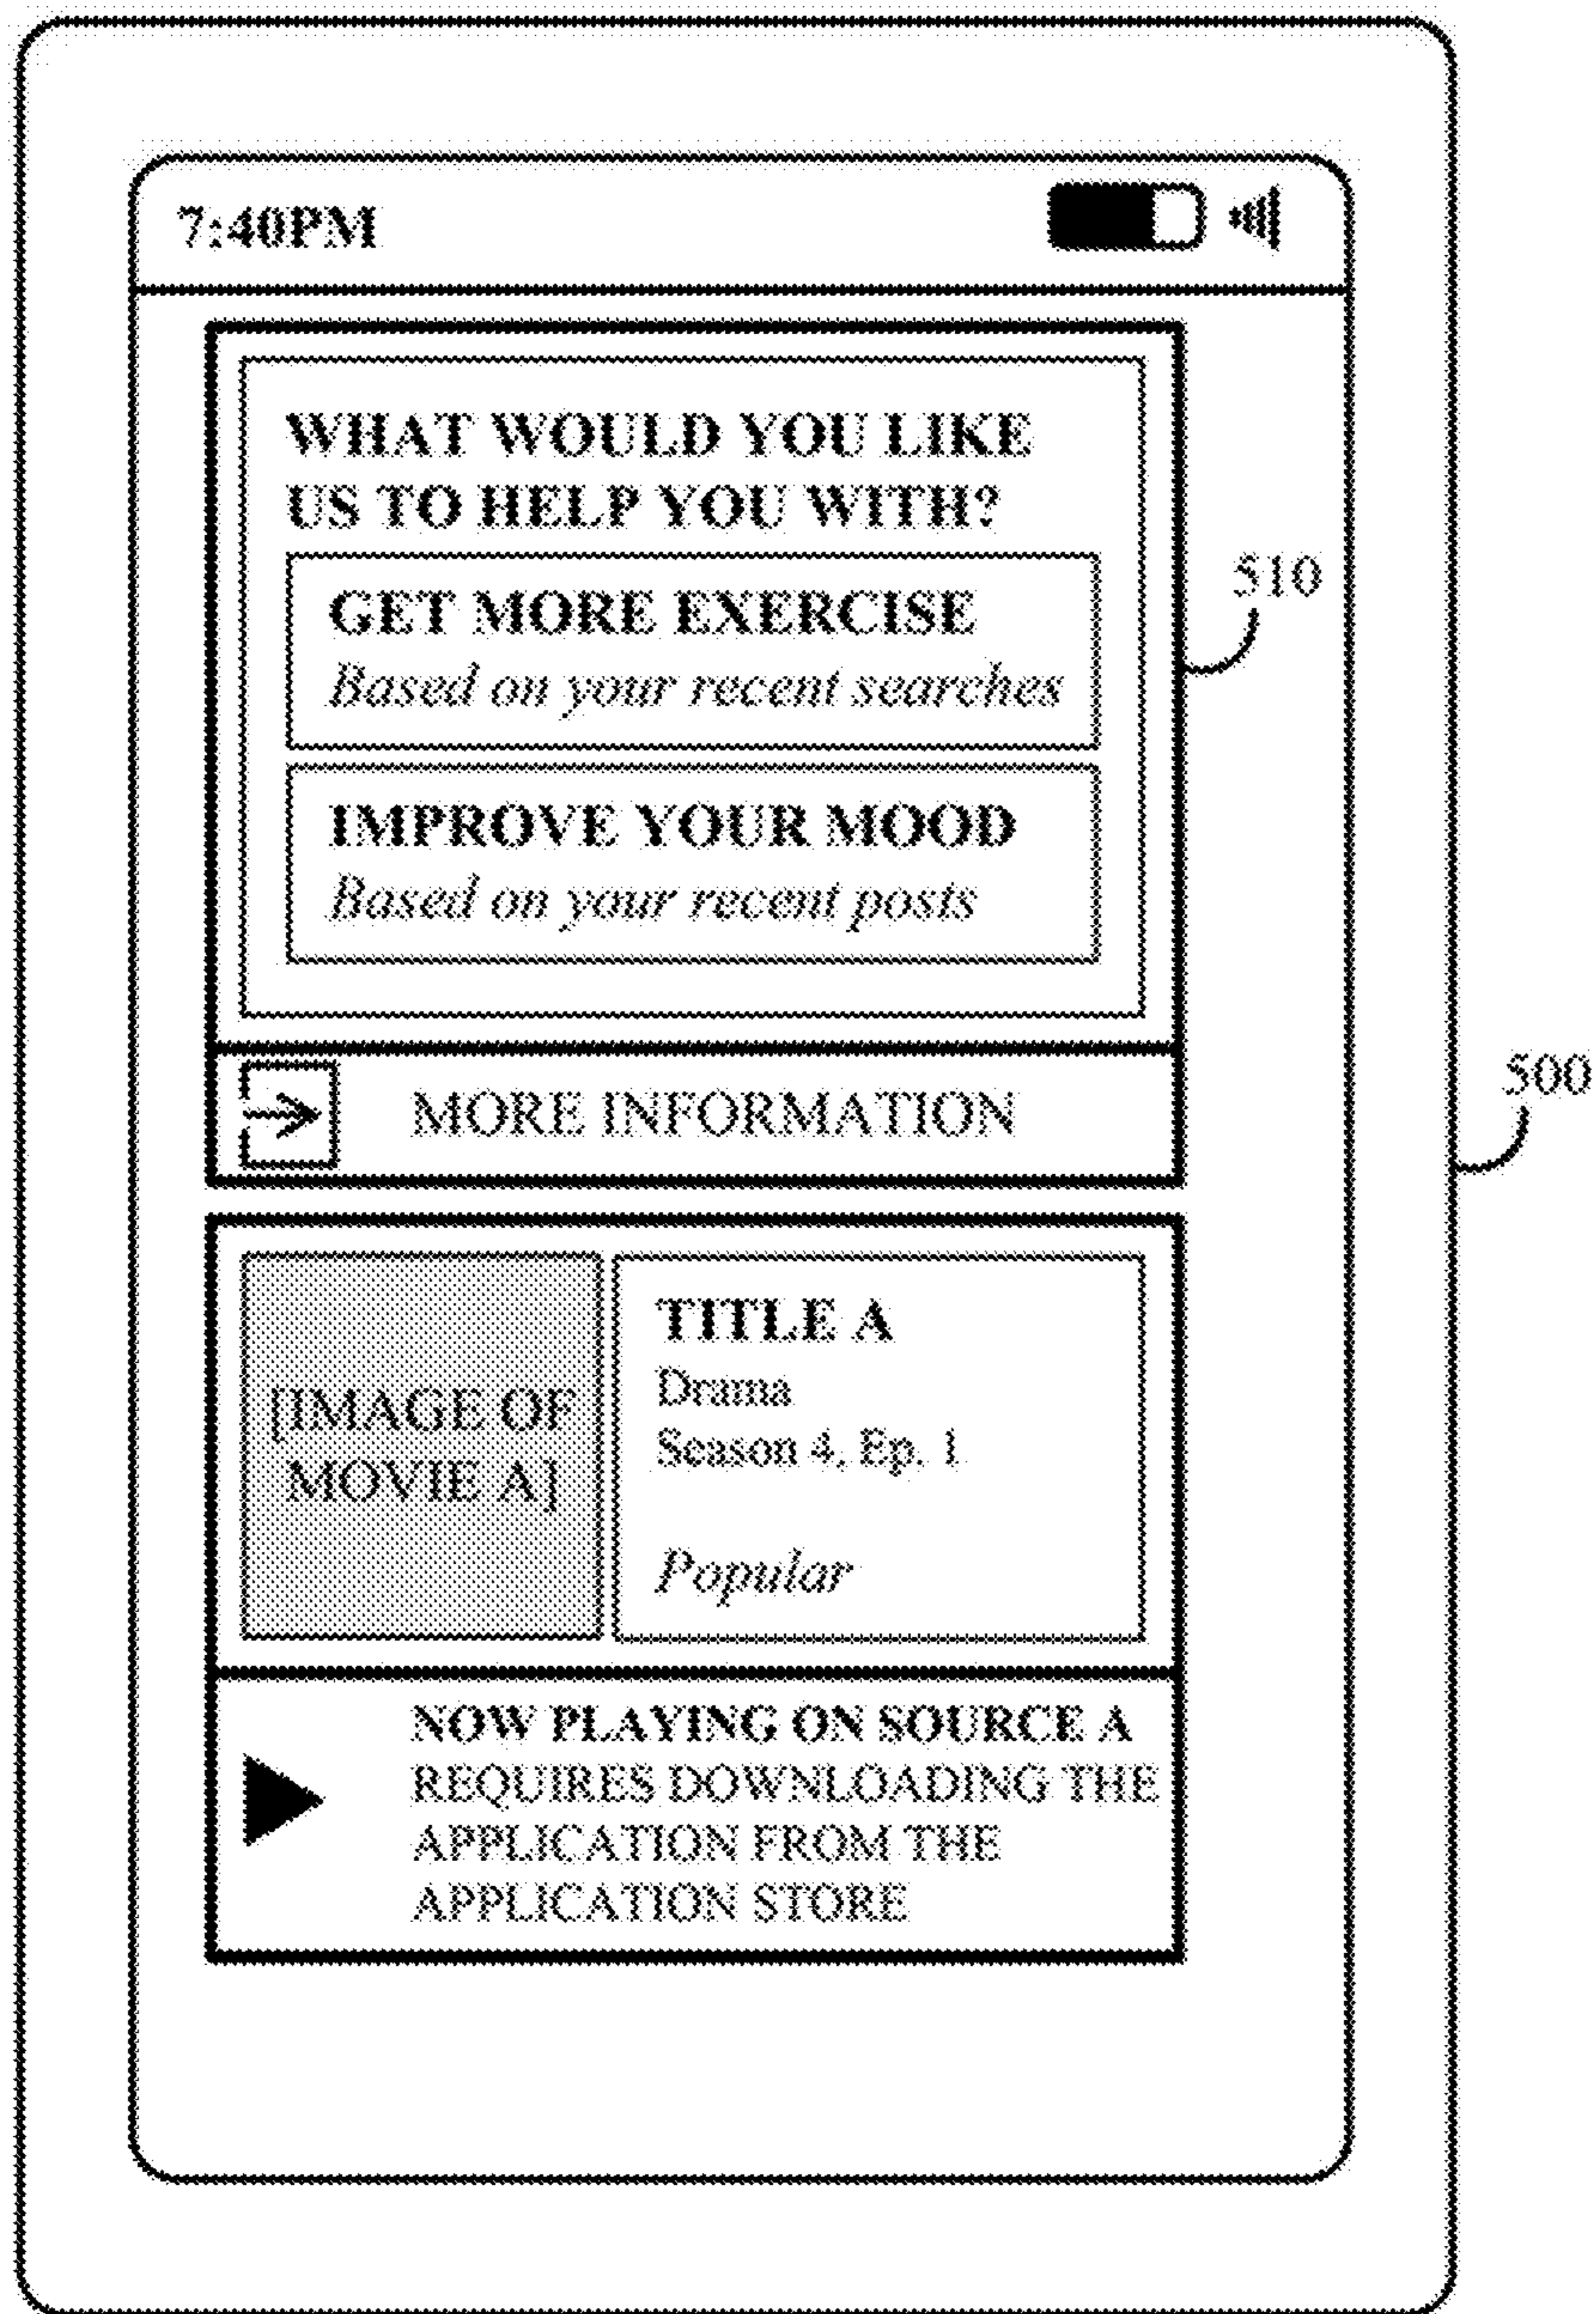 7:40PM
WHAT WOULD YOU LIKE
US TO HELP YOU WITH?
GET MORE EXERCISE
Based on your recent searches
510
IMPROVE YOUR MOOD
Based on your recent posts
MORE INFORMATION
500
[IMAGE OF
MOVIE A]
TITLE A
Drama
Season 4, Ep. 1
Popular
NOW PLAYING ON SOURCE A
REQUIRES DOWNLOADING THE
APPLICATION FROM THE
APPLICATION STORE